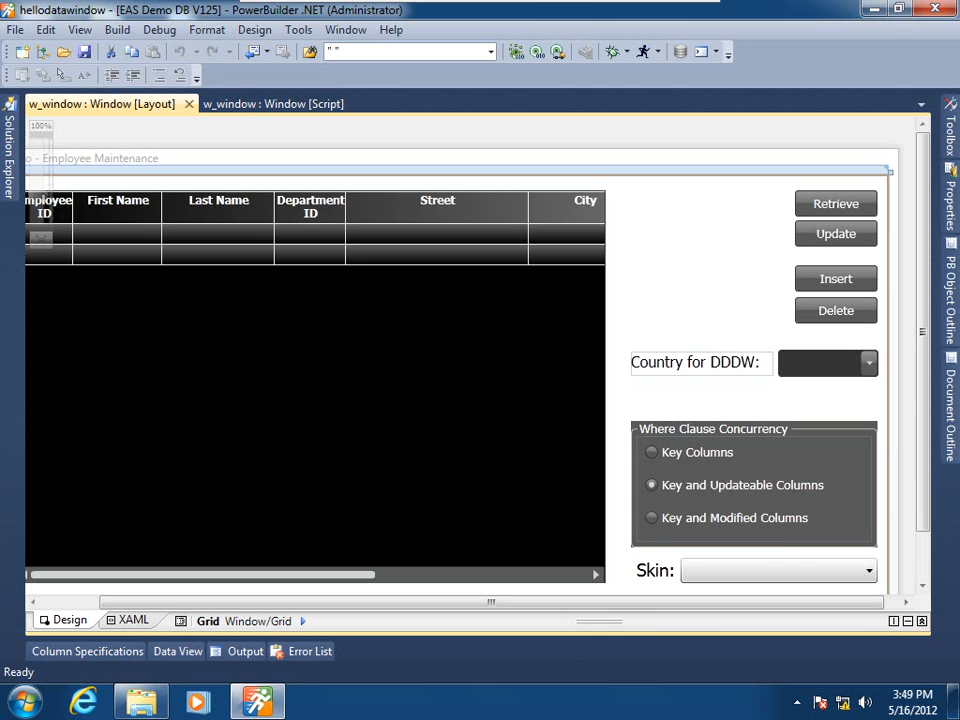 hellodatawindow - [EAS Demo DB V125] - PowerBuilder .NET (Administrator)
File Edit View Build Debug Format Design Tools Window Help
" "
w_window : Window [Layout] w_window : Window [Script]
Solution Explorer
100%
o - Employee Maintenance
mployee ID First Name Last Name Department ID Street City
Retrieve
Update
Insert
Delete
Country for DDDW:
Where Clause Concurrency
Key Columns
Key and Updateable Columns
Key and Modified Columns
Skin:
Toolbox
Properties
PB Object Outline
Document Outline
Design XAML Grid Window/Grid
Column Specifications Data View Output Error List
Ready
3:49 PM
5/16/2012